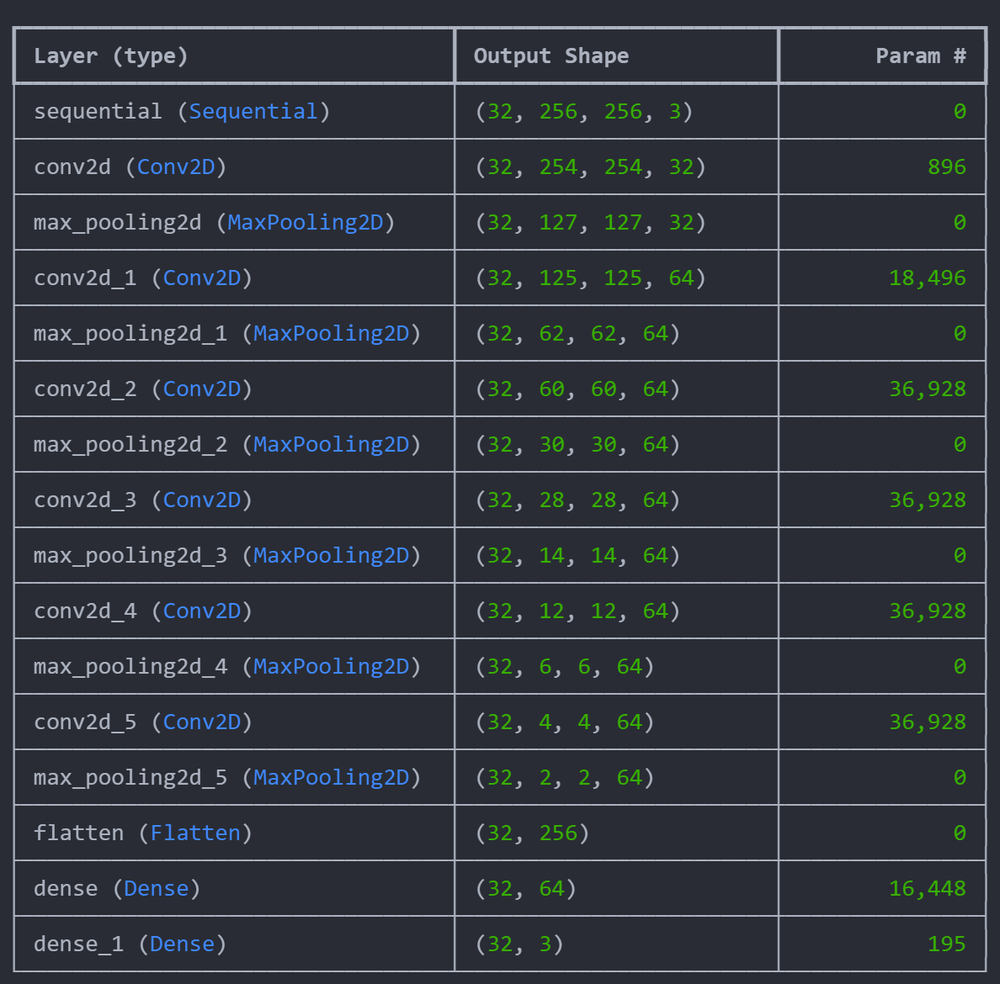 Layer (type) Output Shape Param #
sequential (Sequential) (32, 256, 256, 3) 0
conv2d (Conv2D) (32, 254, 254, 32) 896
max_pooling2d (MaxPooling2D) (32, 127, 127, 32) 0
conv2d_1 (Conv2D) (32, 125, 125, 64) 18,496
max_pooling2d_1 (MaxPooling2D) (32, 62, 62, 64) 0
conv2d_2 (Conv2D) (32, 60, 60, 64) 36,928
max_pooling2d_2 (MaxPooling2D) (32, 30, 30, 64) 0
conv2d_3 (Conv2D) (32, 28, 28, 64) 36,928
max_pooling2d_3 (MaxPooling2D) (32, 14, 14, 64) 0
conv2d_4 (Conv2D) (32, 12, 12, 64) 36,928
max_pooling2d_4 (MaxPooling2D) (32, 6, 6, 64) 0
conv2d_5 (Conv2D) (32, 4, 4, 64) 36,928
max_pooling2d_5 (MaxPooling2D) (32, 2, 2, 64) 0
flatten (Flatten) (32, 256) 0
dense (Dense) (32, 64) 16,448
dense_1 (Dense) (32, 3) 195